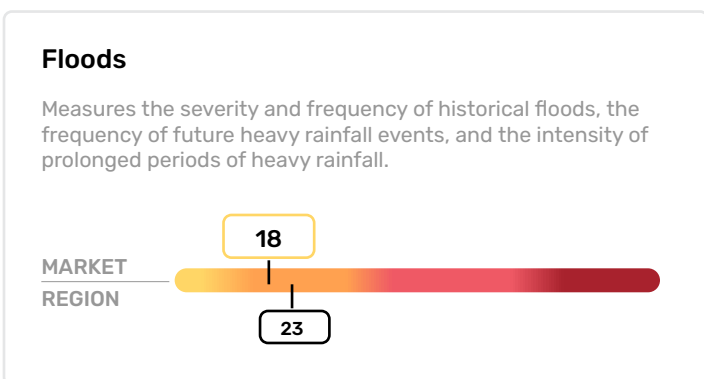 Floods
Measures the severity and frequency of historical floods, the
frequency of future heavy rainfall events, and the intensity of
prolonged periods of heavy rainfall.
18
MARKET
REGION
23